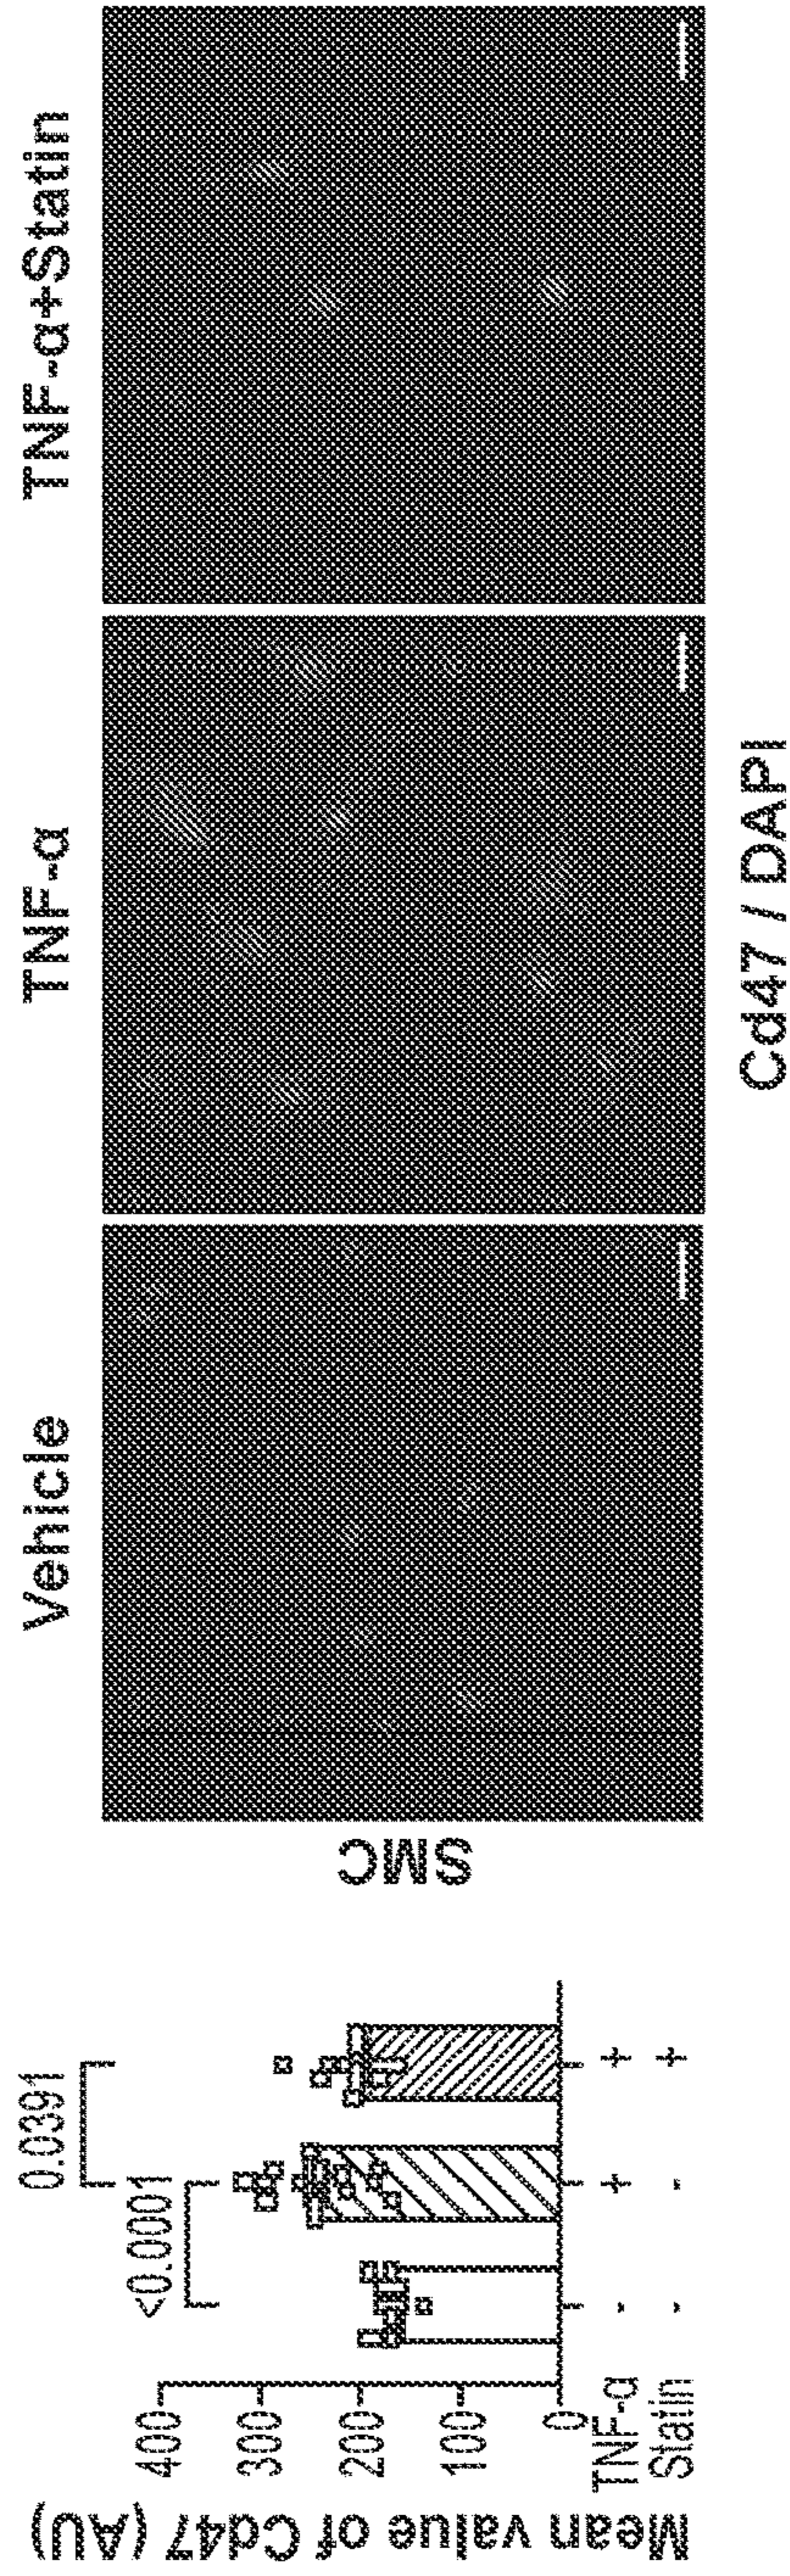 Mean value of Cd47 (AU)
400
300
200
100
0
<0.0001
0.0391
TNF-α - + +
Statin - - +
SMC
Vehicle
TNF-α
TNF-α+Statin
Cd47 / DAPI